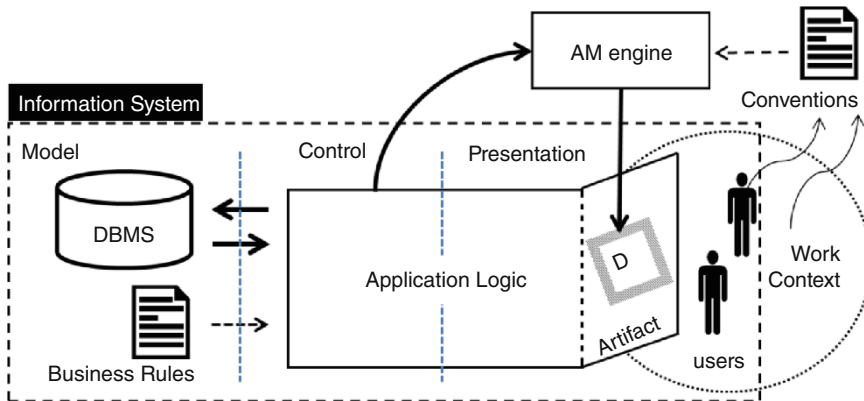 AM engine
Conventions
Information System
Model
Control
Presentation
DBMS
Application Logic
D
Artifact
Work
Context
users
Business Rules